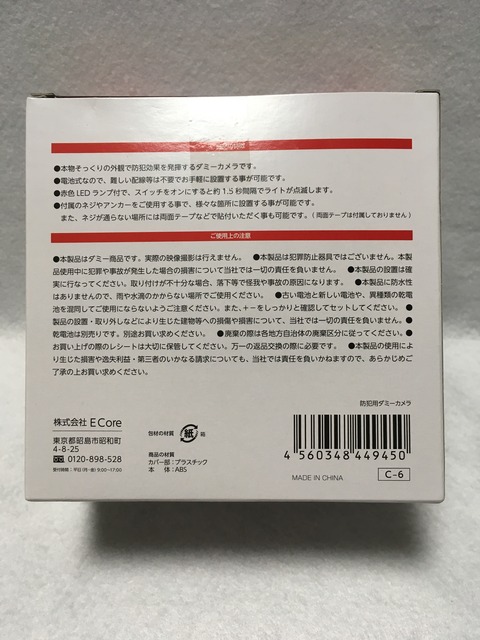 ●本物そっくりの外観で防犯効果を発揮するダミーカメラです。
●電池式なので、難しい配線等は不要でお手軽に設置する事が可能です。
●赤色LEDランプ付で、スイッチをオンにすると約1.5秒間隔でライトが点滅します。
●付属のネジやアンカーをご使用する事で、様々な箇所に設置する事が可能です。
また、ネジが通らない場所には両面テープなどで貼付いただく事も可能です。(両面テープは付属しておりません)
ご使用上の注意
●本製品はダミー商品です。実際の映像撮影は行えません。 ●本製品は犯罪防止器具ではございません。本製
品使用中に犯罪や事故が発生した場合の損害について当社では一切の責任を負いません。 ●本製品の設置は確
実に行なってください。取り付けが不十分な場合、落下等で怪我や事故の原因になります。 ●本製品に防水性
はありませんので、雨や水滴のかからない場所でご使用ください。 ●古い電池と新しい電池や、異種類の乾電
池を混同してご使用にならないようご注意ください。また、+-をしっかりと確認してセットしてください。 ●
製品の設置・取り外しなどにより生じた建物等への損傷や損害について、当社では一切の責任を負いません。●
乾電池は別売りです。別途お買い求めください。 ●廃棄の際は各地方自治体の廃棄区分に従ってください。●
お買い上げの際のレシートは大切に保管してください。万一の返品交換の際に必要です。 ●本製品の使用によ
り生じた損害や逸失利益・第三者のいかなる請求についても、当社では責任を負いかねますので、あらかじめご
了承の上お買い求めください。
防犯用ダミーカメラ
株式会社 E Core
東京都昭島市昭和町
4-8-25
0120-898-528
受付時間:平日(月-金) 9:00~17:00
包材の材質 紙 箱
商品の材質
カバー部:プラスチック
本 体:ABS
4 560348 449450
MADE IN CHINA
C-6